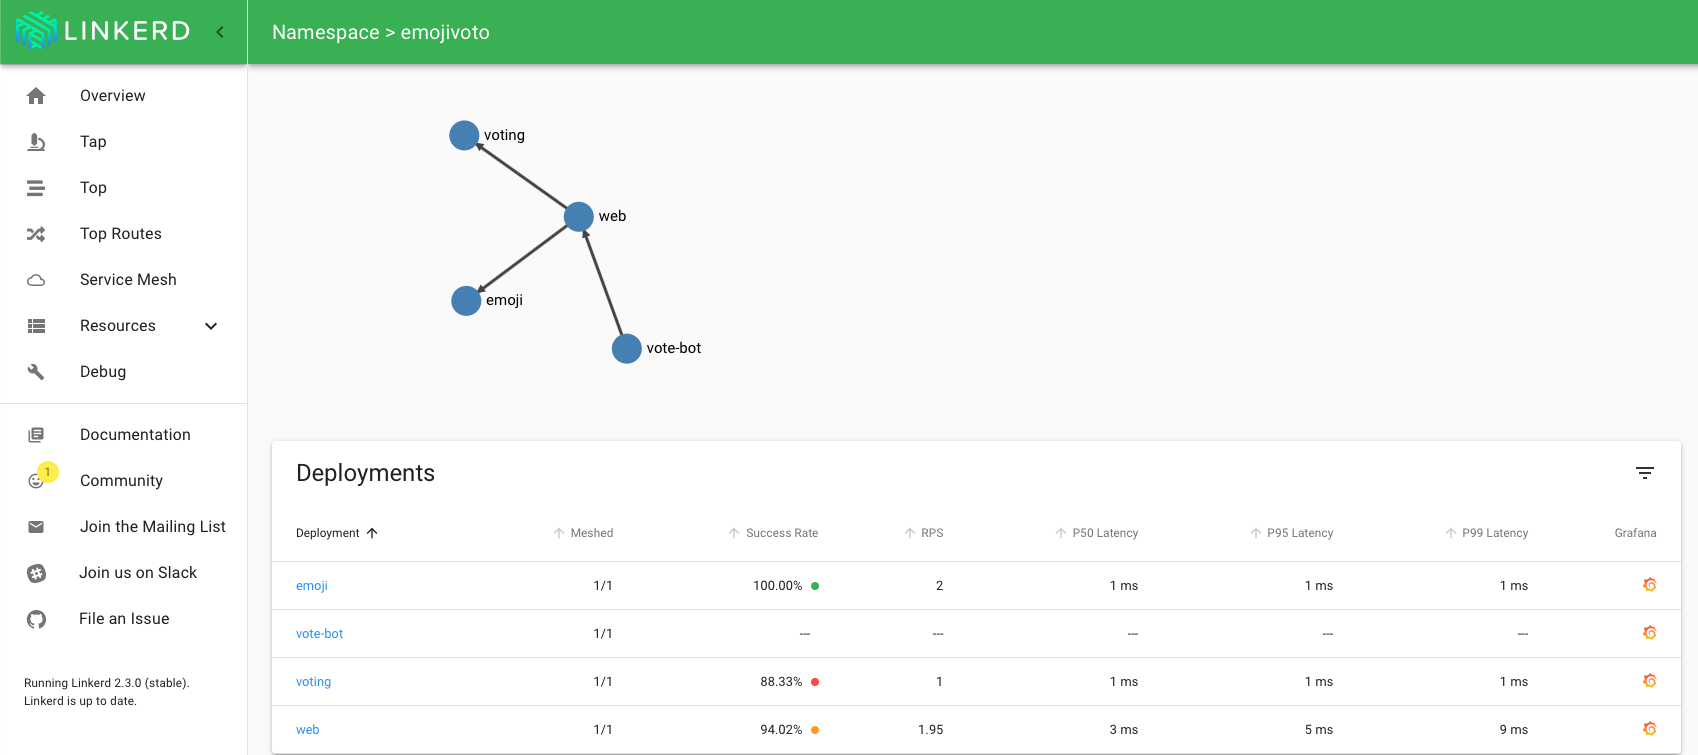 LINKERD
Namespace > emojivoto
Overview
Tap
Top
Top Routes
Service Mesh
Resources
Debug
Documentation
1
Community
Join the Mailing List
Join us on Slack
File an Issue
Running Linkerd 2.3.0 (stable).
Linkerd is up to date.
voting
web
emoji
vote-bot
Deployments
Deployment Meshed Success Rate RPS P50 Latency P95 Latency P99 Latency Grafana
emoji 1/1 100.00% 2 1 ms 1 ms 1 ms
vote-bot 1/1 --- --- --- --- ---
voting 1/1 88.33% 1 1 ms 1 ms 1 ms
web 1/1 94.02% 1.95 3 ms 5 ms 9 ms